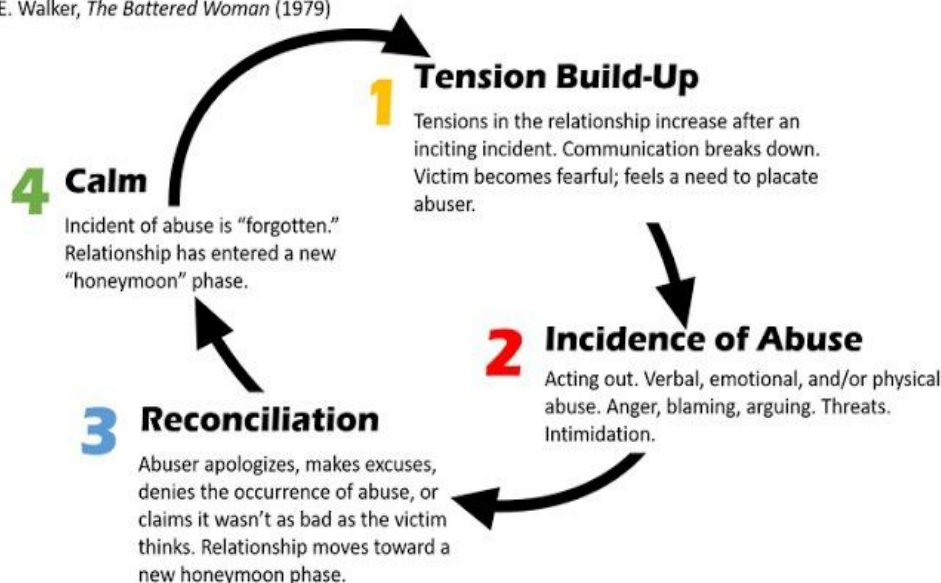 E. Walker, The Battered Woman (1979)
1 Tension Build-Up
Tensions in the relationship increase after an
inciting incident. Communication breaks down.
Victim becomes fearful; feels a need to placate
abuser.
2 Incidence of Abuse
Acting out. Verbal, emotional, and/or physical
abuse. Anger, blaming, arguing. Threats.
Intimidation.
3 Reconciliation
Abuser apologizes, makes excuses,
denies the occurrence of abuse, or
claims it wasn’t as bad as the victim
thinks. Relationship moves toward a
new honeymoon phase.
4 Calm
Incident of abuse is “forgotten.”
Relationship has entered a new
“honeymoon” phase.